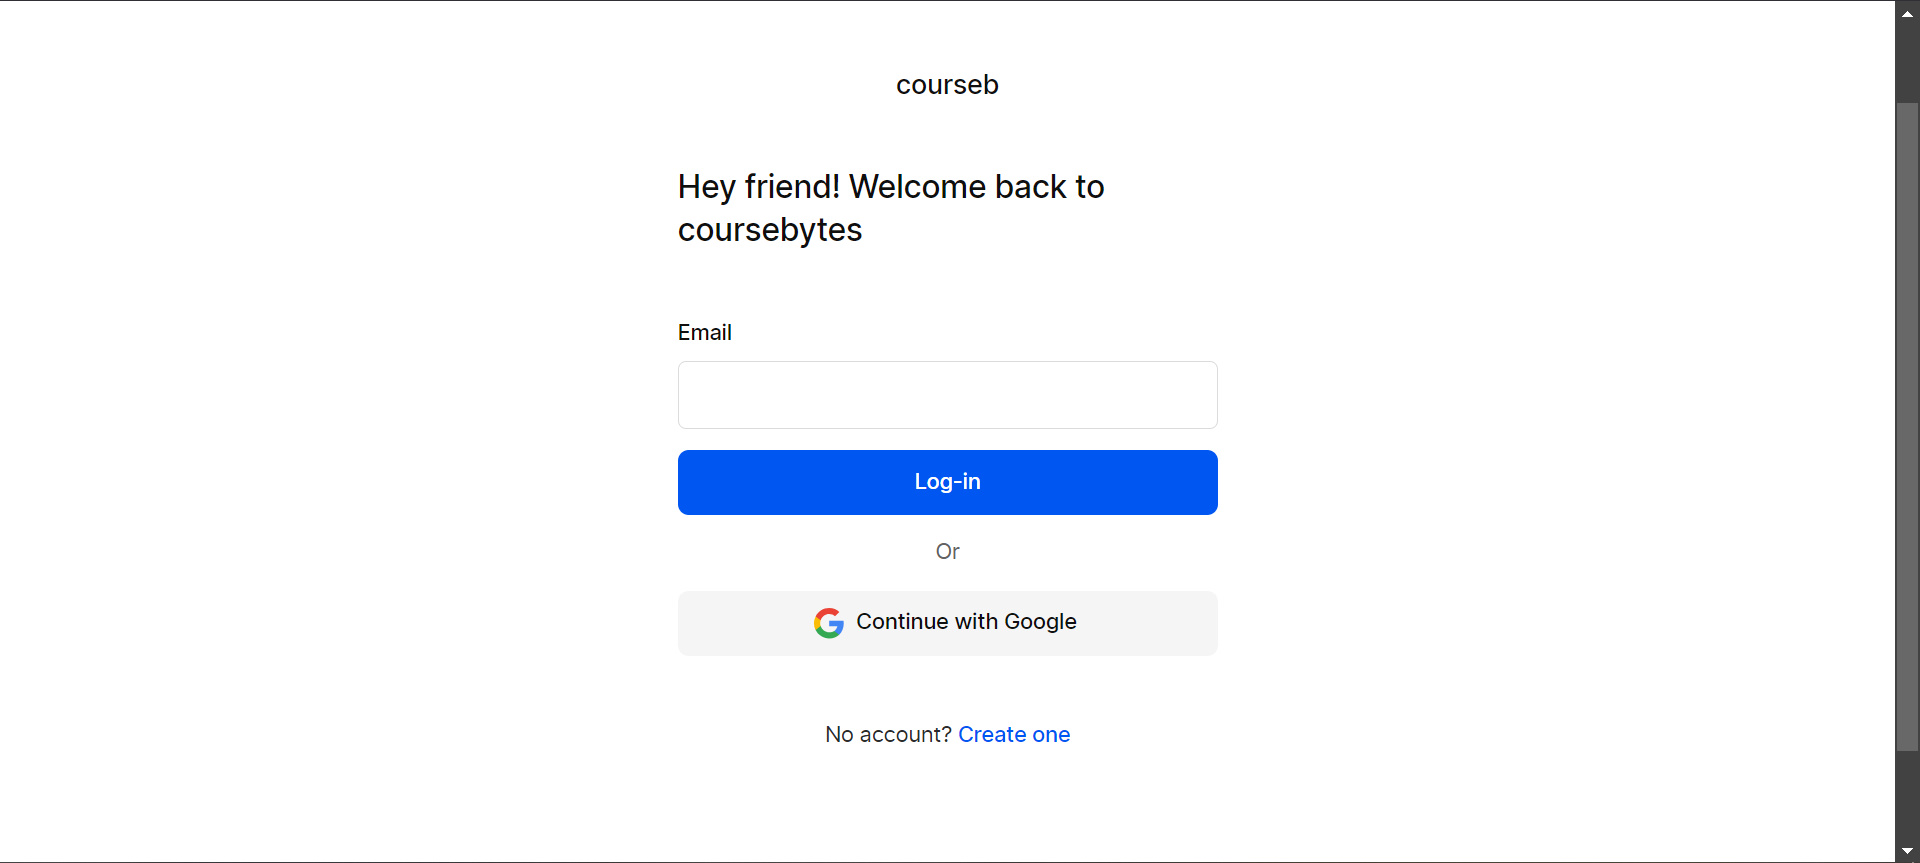 courseb
Hey friend! Welcome back to
coursebytes
Email
Log-in
Or
Continue with Google
No account? Create one